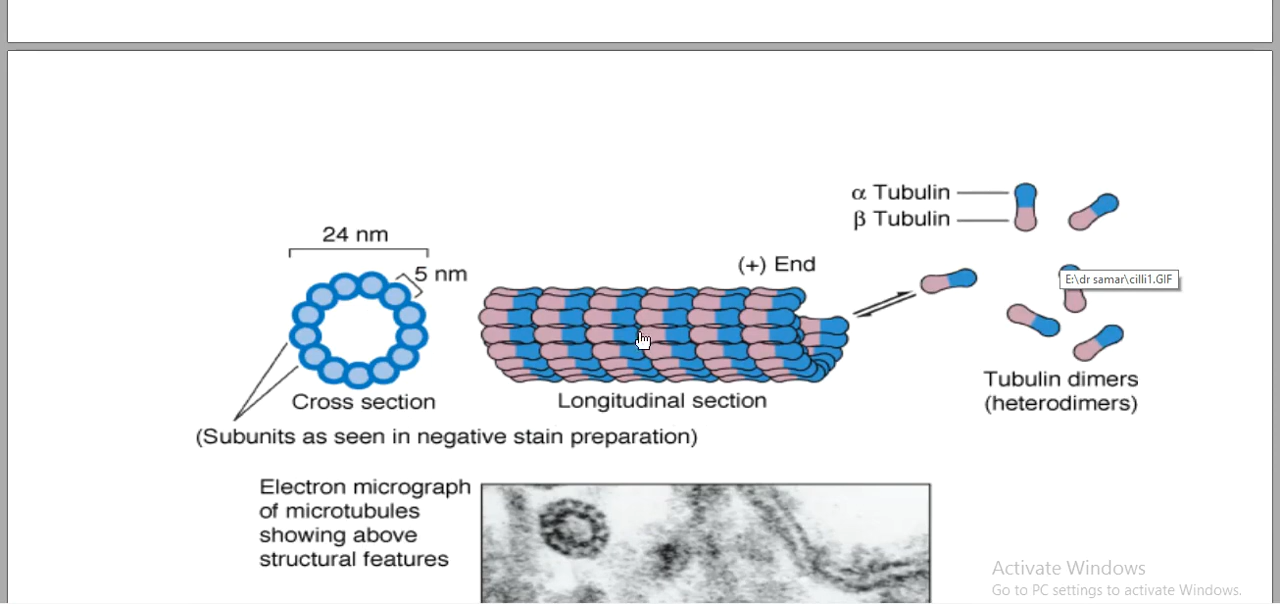 α Tubulin
β Tubulin
24 nm
(+) End
5 nm
E:\dr samar\cilli1.GIF
Tubulin dimers
(heterodimers)
Cross section
Longitudinal section
(Subunits as seen in negative stain preparation)
Electron micrograph
of microtubules
showing above
structural features
Activate Windows
Go to PC settings to activate Windows.